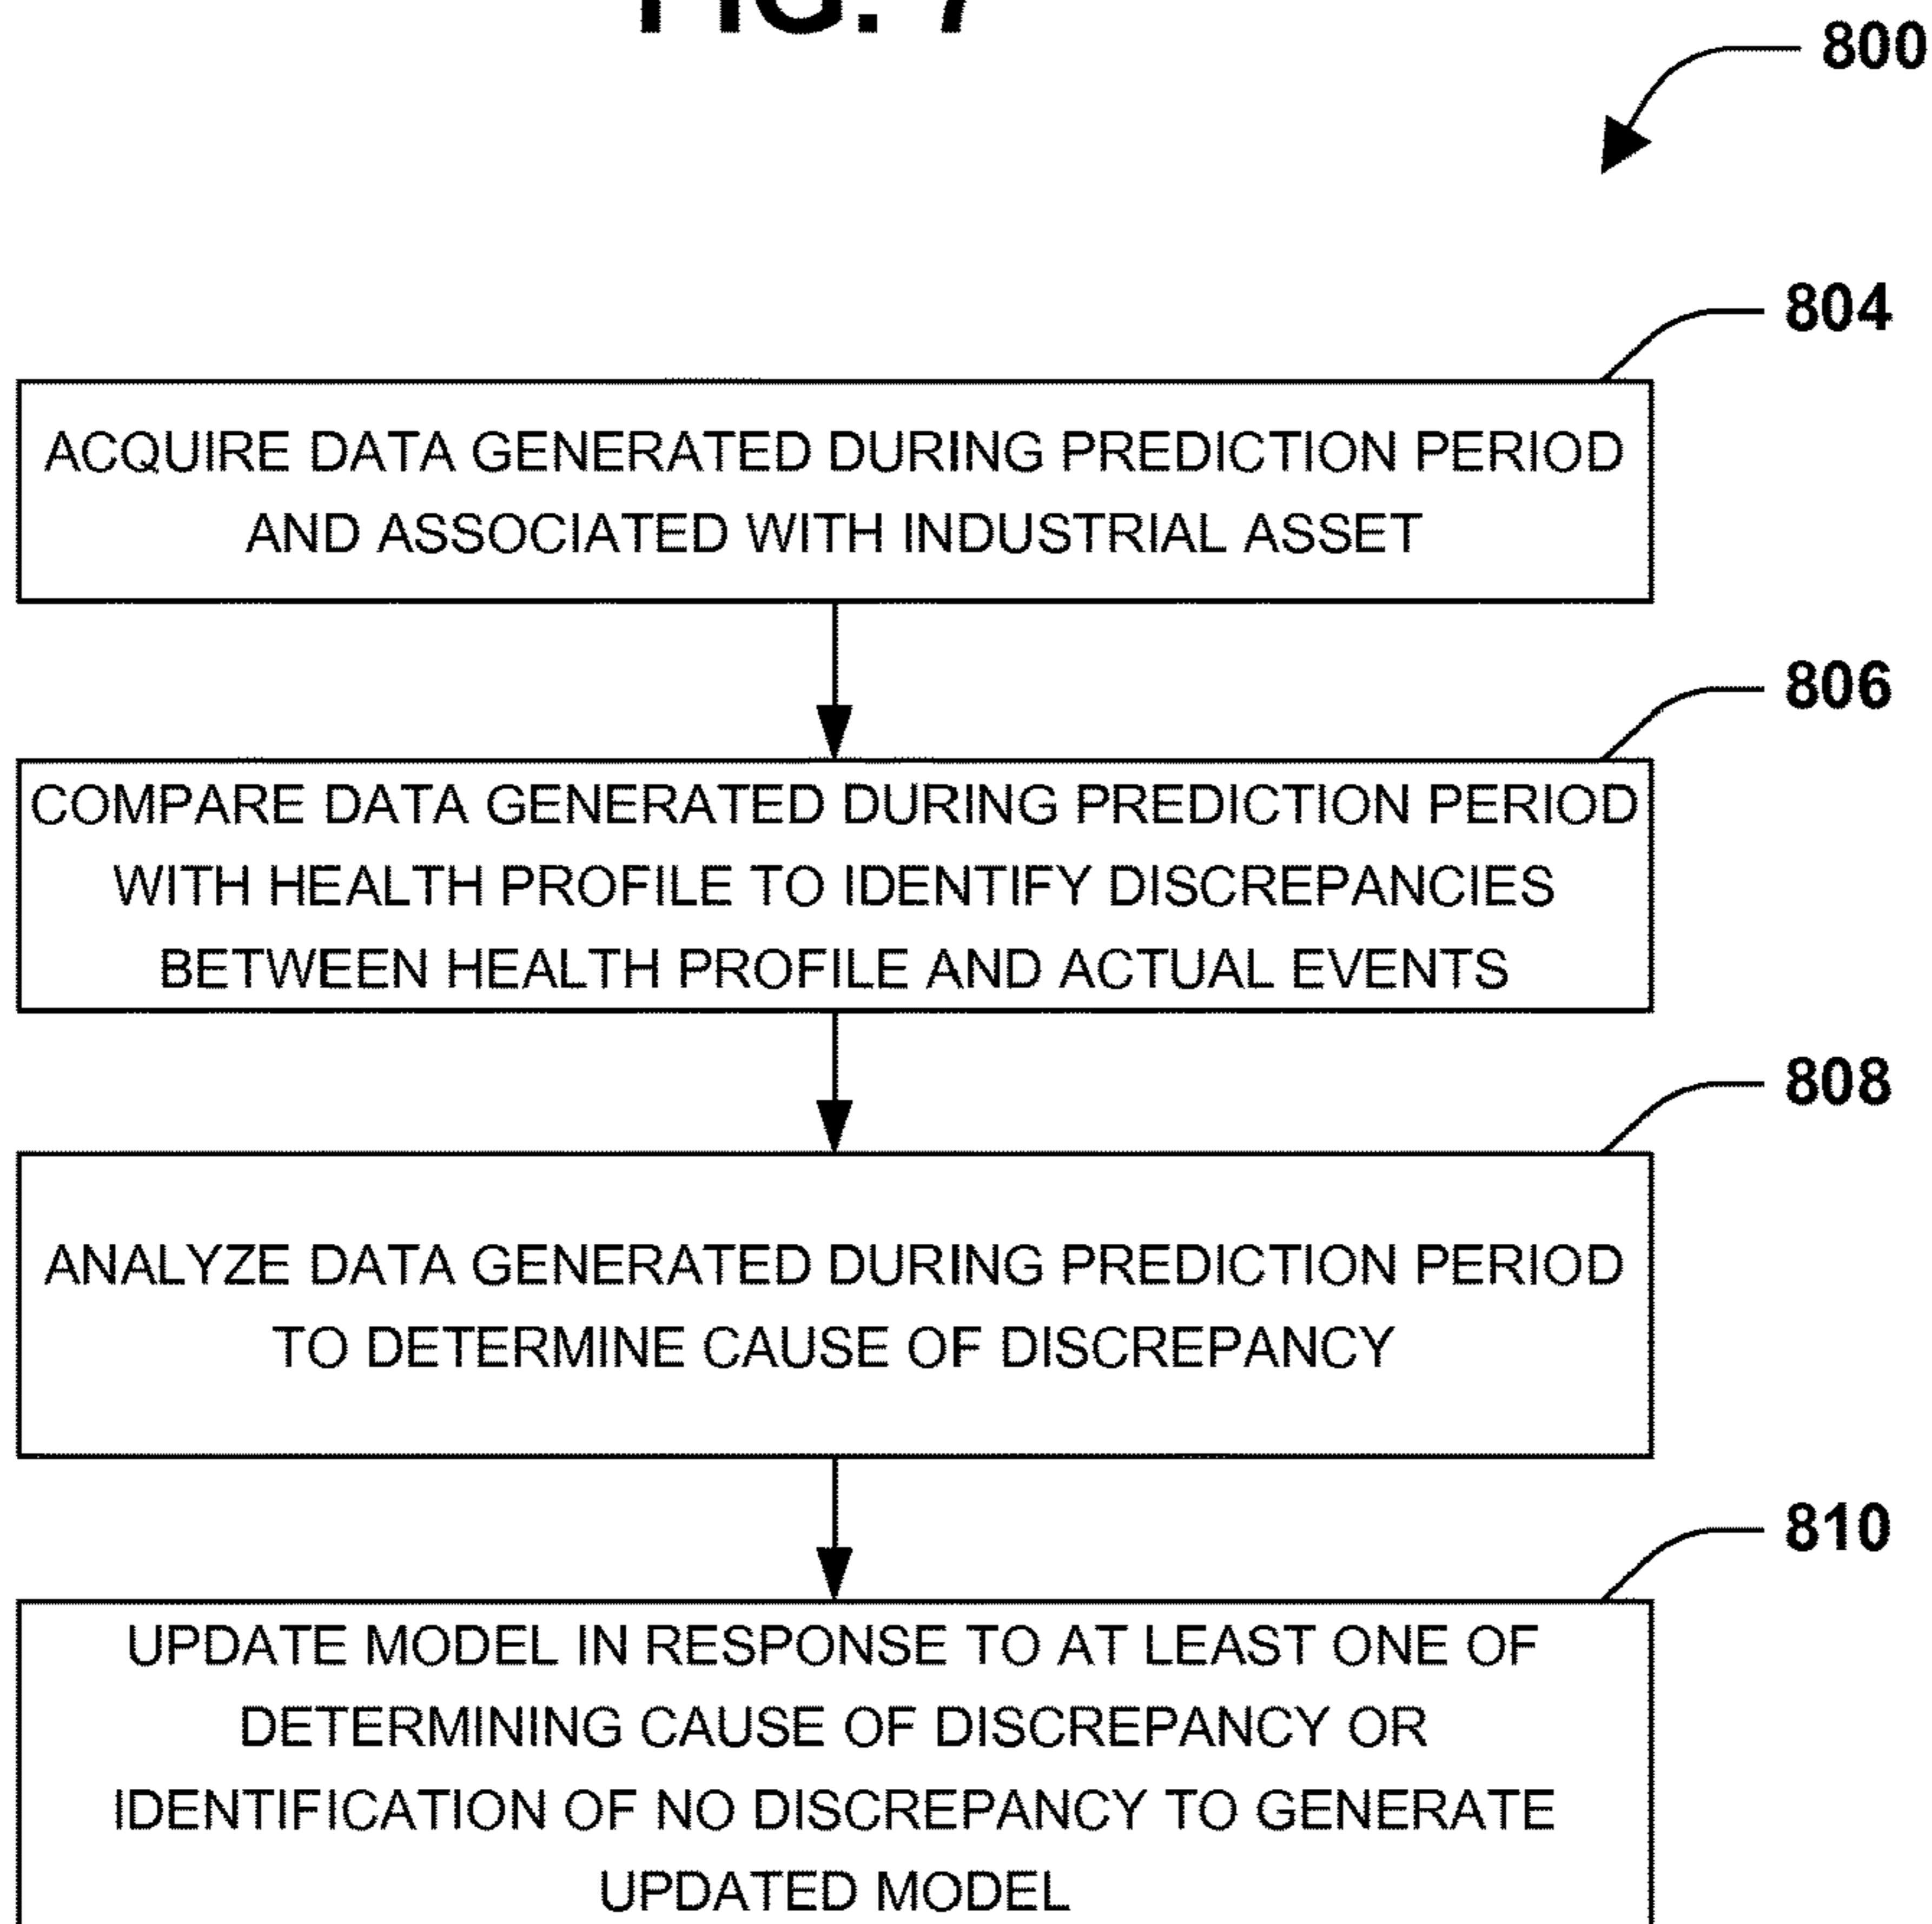 FIG. 7
800
804
ACQUIRE DATA GENERATED DURING PREDICTION PERIOD
AND ASSOCIATED WITH INDUSTRIAL ASSET
806
COMPARE DATA GENERATED DURING PREDICTION PERIOD
WITH HEALTH PROFILE TO IDENTIFY DISCREPANCIES
BETWEEN HEALTH PROFILE AND ACTUAL EVENTS
808
ANALYZE DATA GENERATED DURING PREDICTION PERIOD
TO DETERMINE CAUSE OF DISCREPANCY
810
UPDATE MODEL IN RESPONSE TO AT LEAST ONE OF
DETERMINING CAUSE OF DISCREPANCY OR
IDENTIFICATION OF NO DISCREPANCY TO GENERATE
UPDATED MODEL